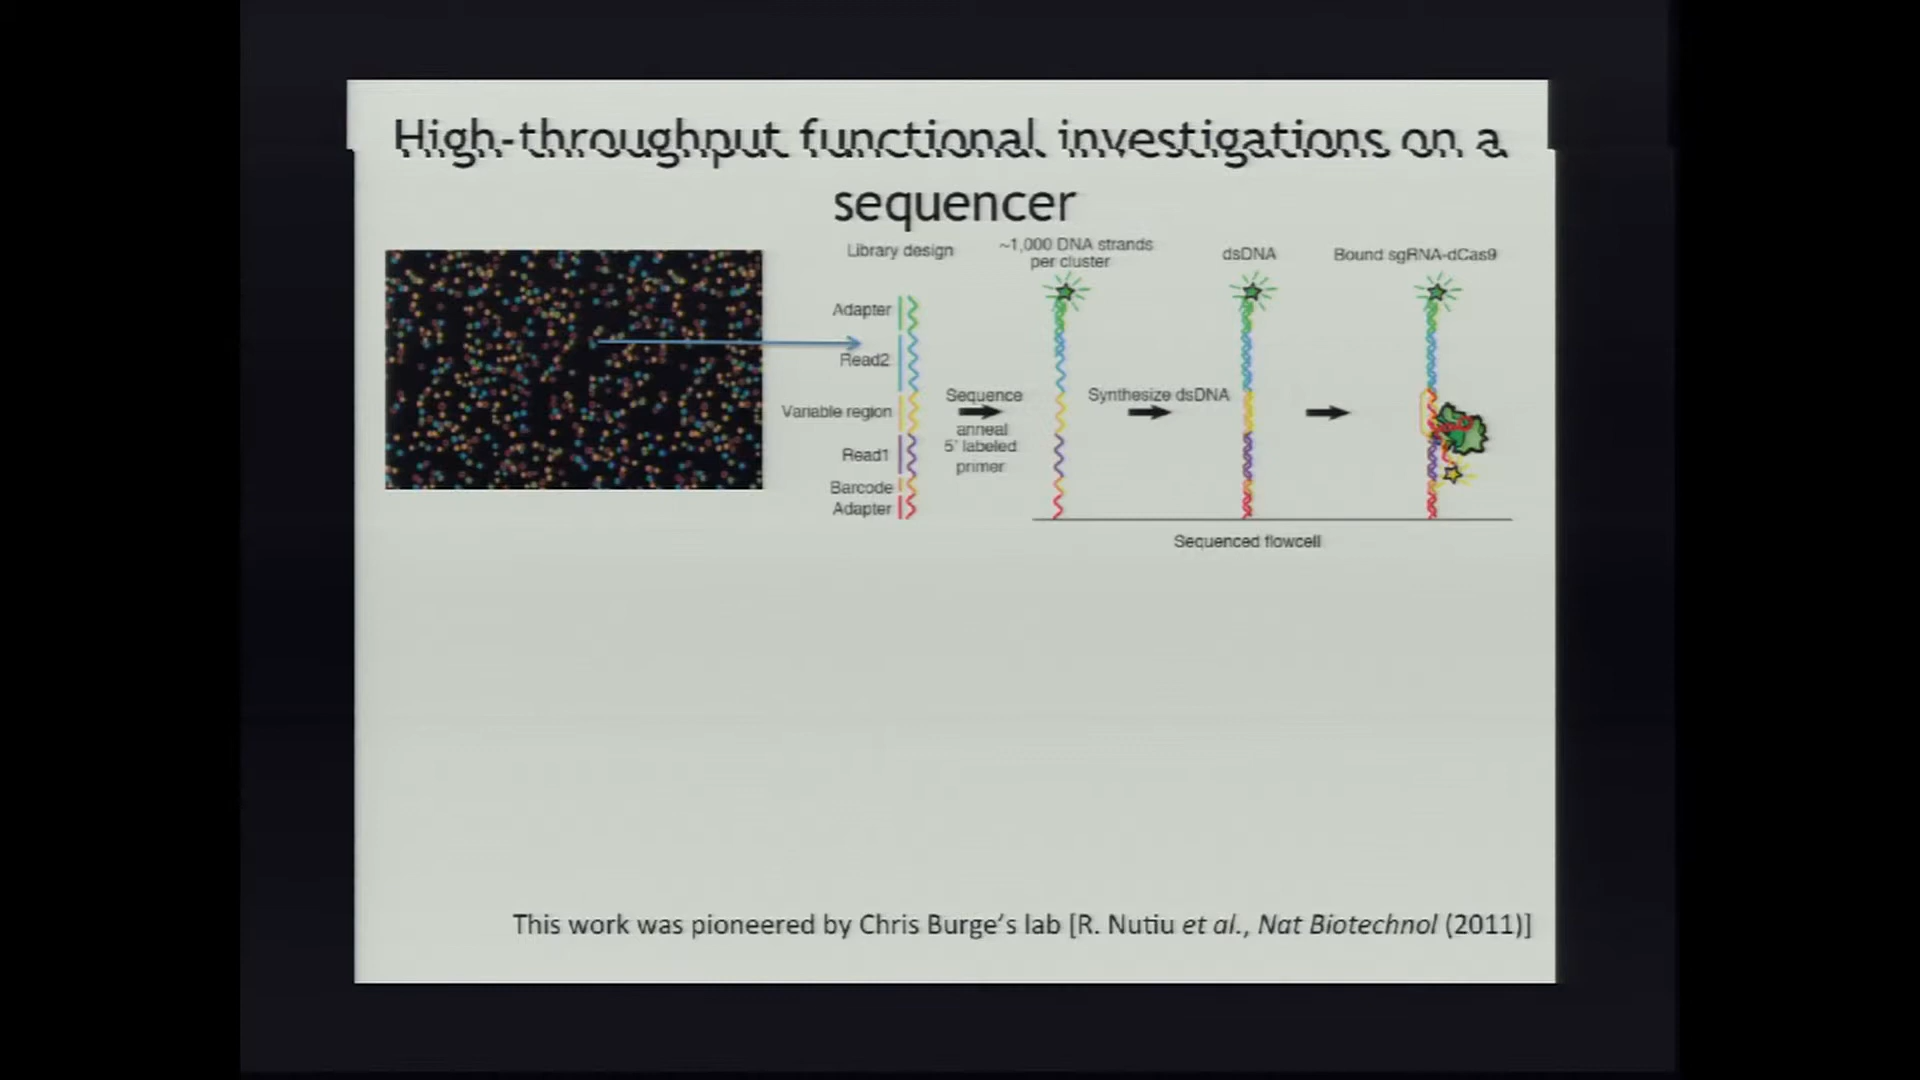 High-throughput functional investigations on a
sequencer
Library design
~1,000 DNA strands
per cluster
dsDNA
Bound sgRNA-dCas9
Adapter
Read2
Variable region
Read1
Barcode
Adapter
Sequence
anneal
5' labeled
primer
Synthesize dsDNA
Sequenced flowcell
This work was pioneered by Chris Burge's lab [R. Nutiu et al., Nat Biotechnol (2011)]